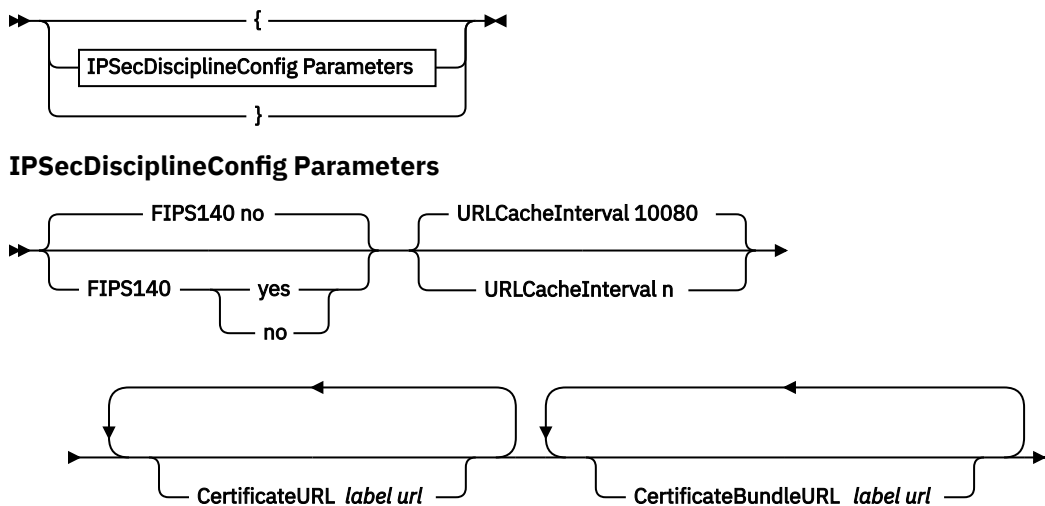 {
IPSecDisciplineConfig Parameters
}
IPSecDisciplineConfig Parameters
FIPS140 no
URLCacheInterval 10080
FIPS140
yes
URLCacheInterval n
no
CertificateURL label url
CertificateBundleURL label url